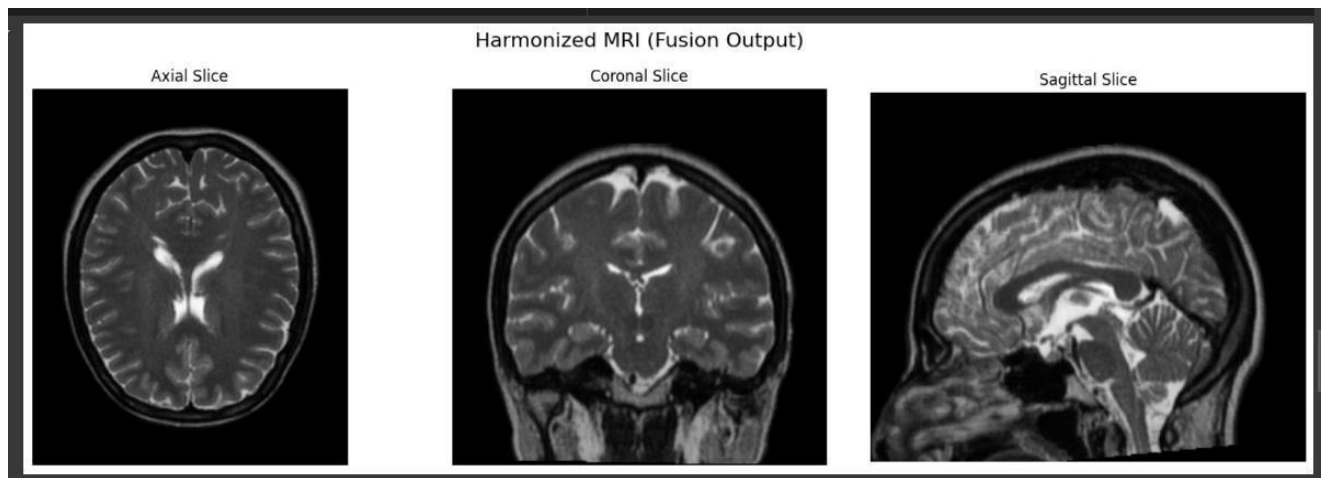 Harmonized MRI (Fusion Output)
Axial Slice
Coronal Slice
Sagittal Slice